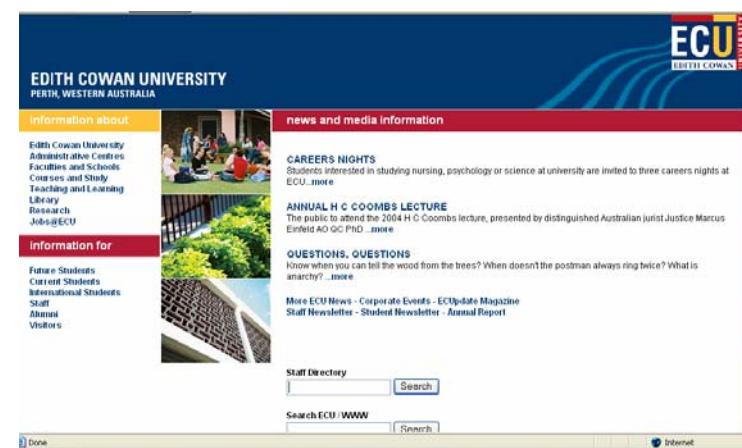 ECU
EDITH COWAN
UNIVERSITY
EDITH COWAN UNIVERSITY
PERTH, WESTERN AUSTRALIA
information about
Edith Cowan University
Administrative Centres
Faculties and Schools
Courses and Study
Teaching and Learning
Library
Research
Jobs@ECU
information for
Future Students
Current Students
International Students
Staff
Alumni
Visitors
news and media information
CAREERS NIGHTS
Students interested in studying nursing, psychology or science at university are invited to three careers nights at
ECU...more
ANNUAL H C COOMBS LECTURE
The public to attend the 2004 H C Coombs lecture, presented by distinguished Australian jurist Justice Marcus
Einfeld AO QC PhD ...more
QUESTIONS, QUESTIONS
Know when you can tell the wood from the trees? When doesn't the postman always ring twice? What is
anarchy? ...more
More ECU News - Corporate Events - ECUpdate Magazine
Staff Newsletter - Student Newsletter - Annual Report
Staff Directory
Search
Search ECU / WWW
Search
Done
Internet